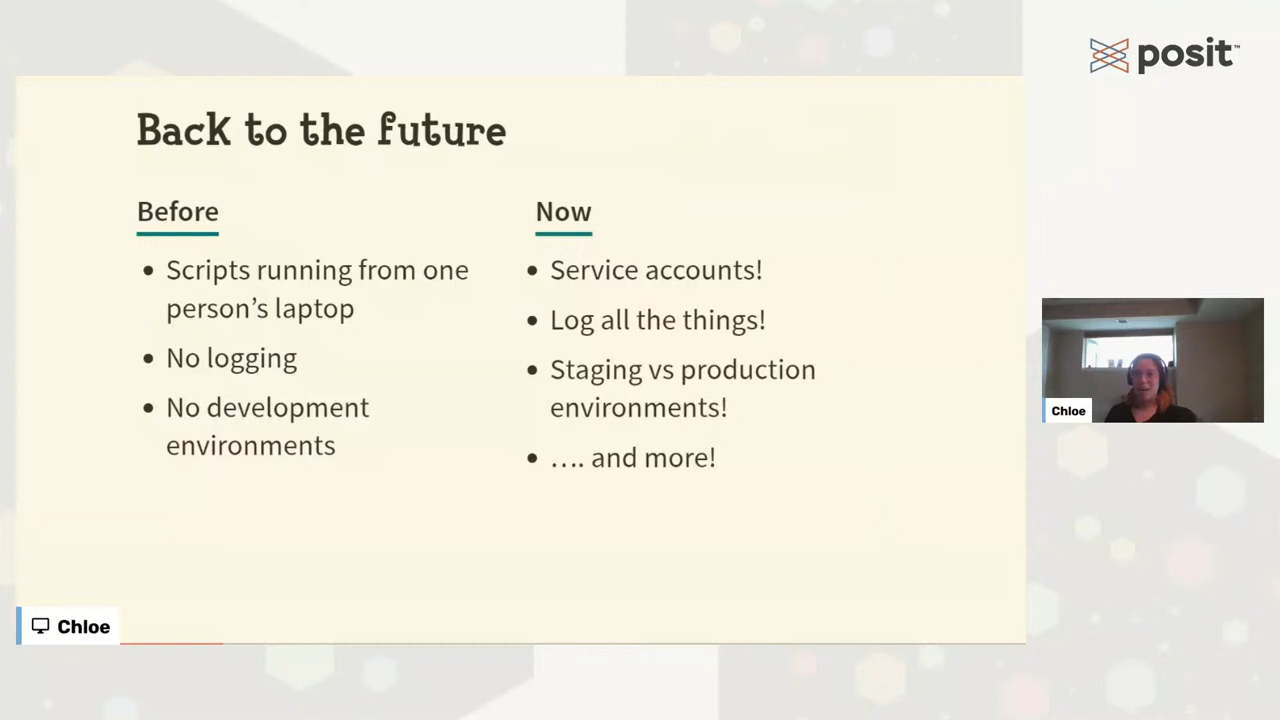 posit™
Back to the future
Before
Scripts running from one
person’s laptop
No logging
No development
environments
Now
Service accounts!
Log all the things!
Staging vs production
environments!
…. and more!
Chloe
Chloe